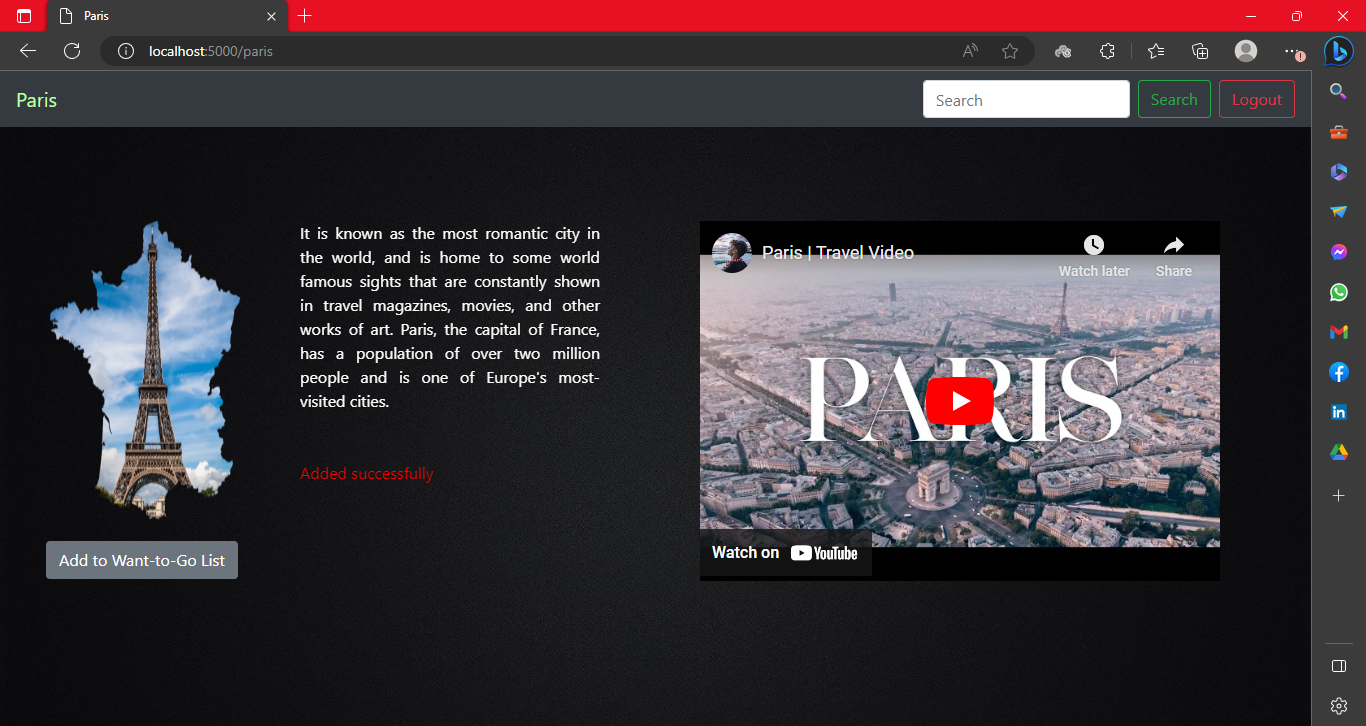 Paris
localhost:5000/paris
Paris
Search
Search
Logout
It is known as the most romantic city in
the world, and is home to some world
famous sights that are constantly shown
in travel magazines, movies, and other
works of art. Paris, the capital of France,
has a population of over two million
people and is one of Europe's most-
visited cities.
Added successfully
Add to Want-to-Go List
Paris | Travel Video
Watch later
Share
PARIS
Watch on YouTube